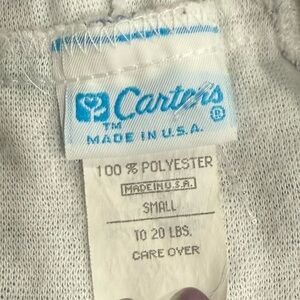 Carter's ®
TM
MADE IN U.S.A.
100 % POLYESTER
MADE IN U.S.A.
SMALL
TO 20 LBS.
CARE OVER